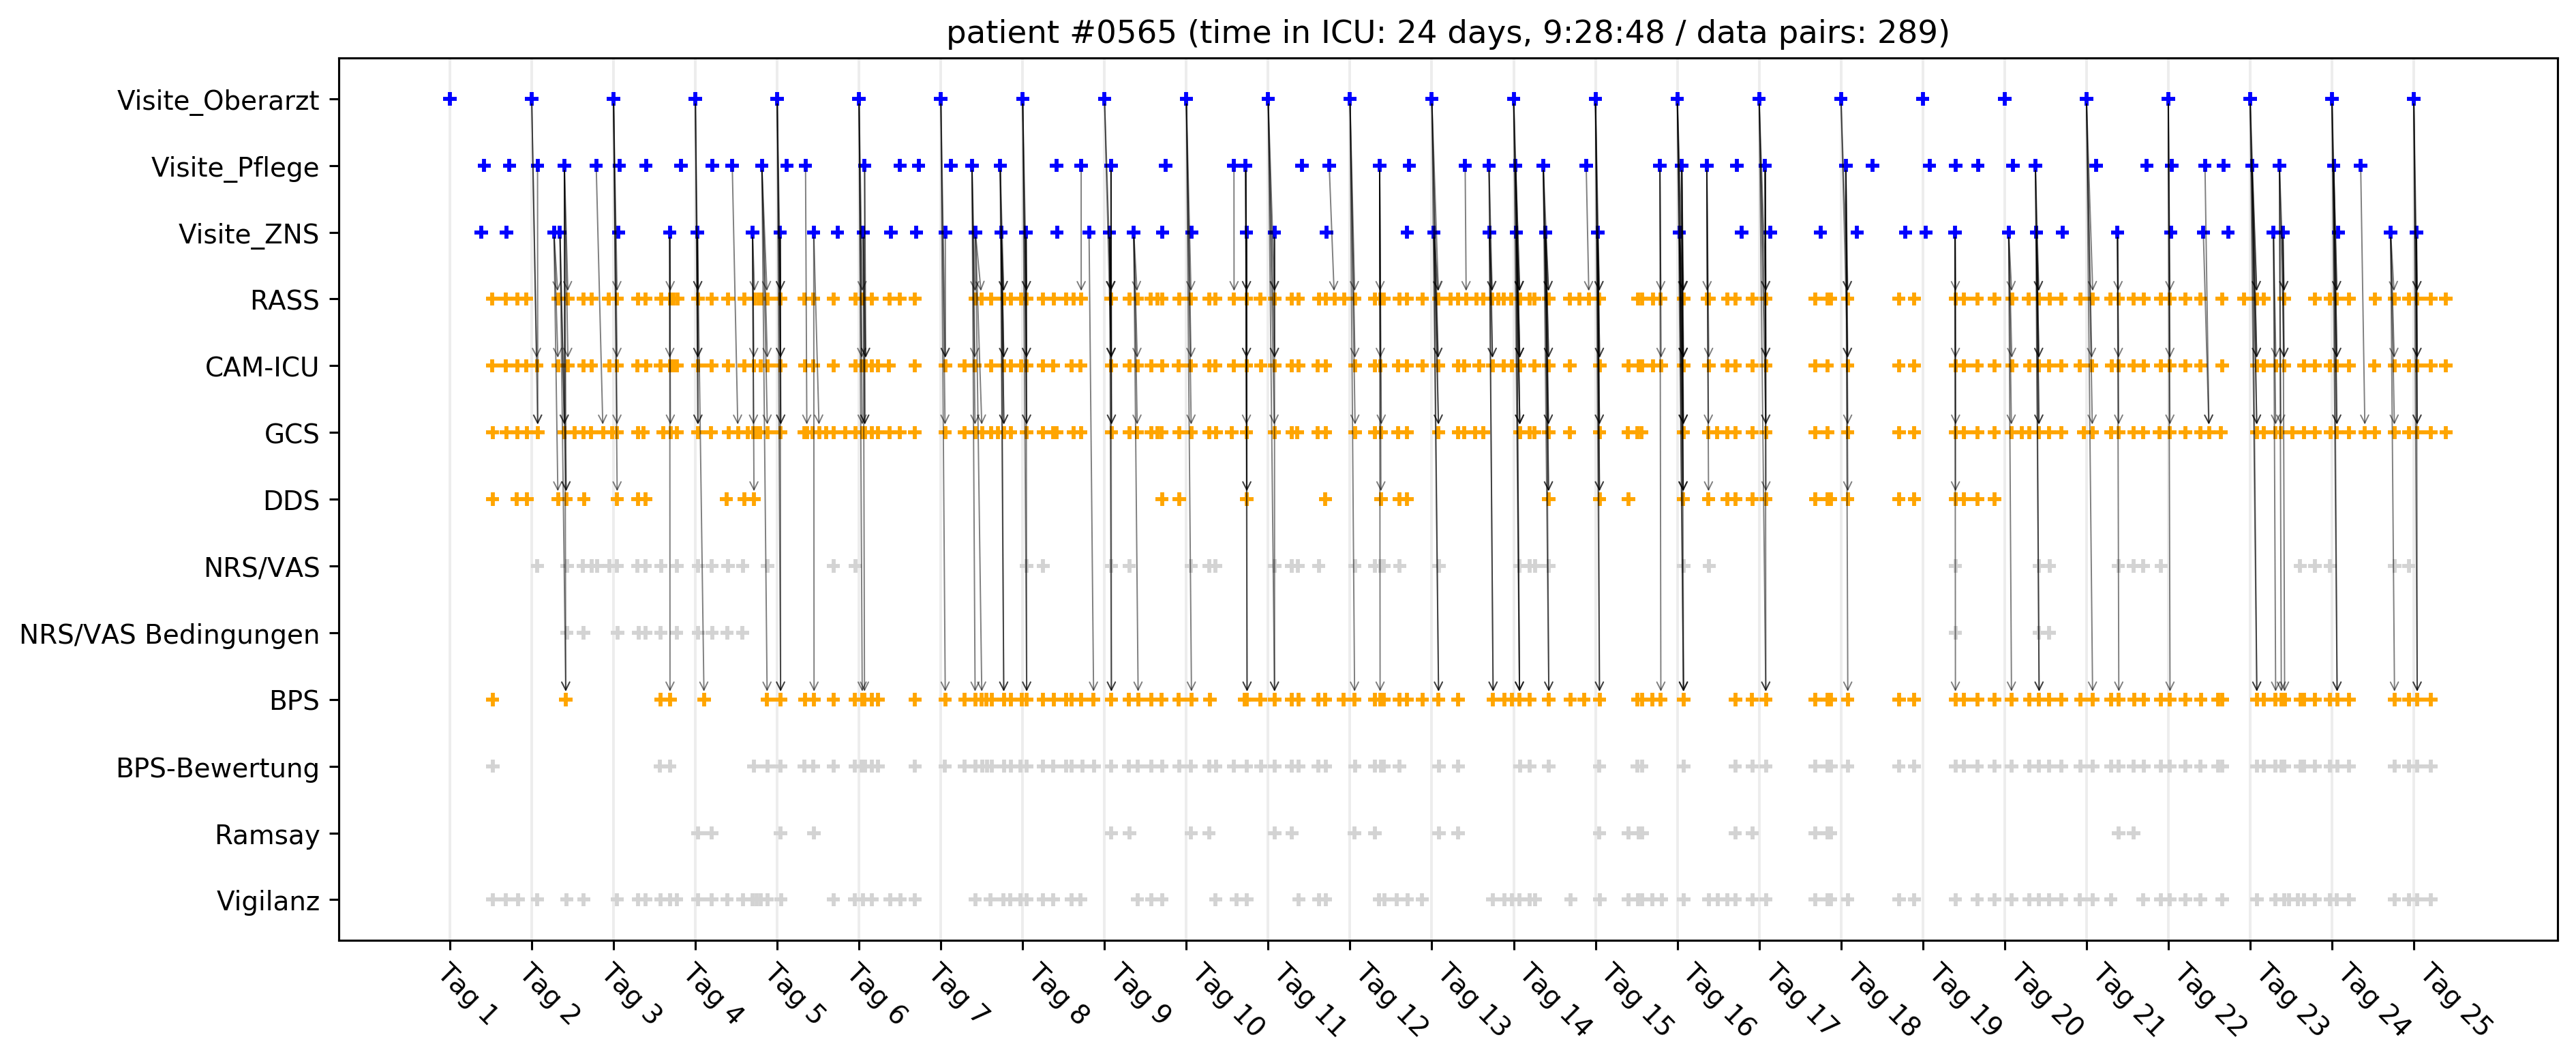 patient #0565 (time in ICU: 24 days, 9:28:48 / data pairs: 289)
Visite_Oberarzt
Visite_Pflege
Visite_ZNS
RASS
CAM-ICU
GCS
DDS
NRS/VAS
NRS/VAS Bedingungen
BPS
BPS-Bewertung
Ramsay
Vigilanz
Tag 1
Tag 2
Tag 3
Tag 4
Tag 5
Tag 6
Tag 7
Tag 8
Tag 9
Tag 10
Tag 11
Tag 12
Tag 13
Tag 14
Tag 15
Tag 16
Tag 17
Tag 18
Tag 19
Tag 20
Tag 21
Tag 22
Tag 23
Tag 24
Tag 25